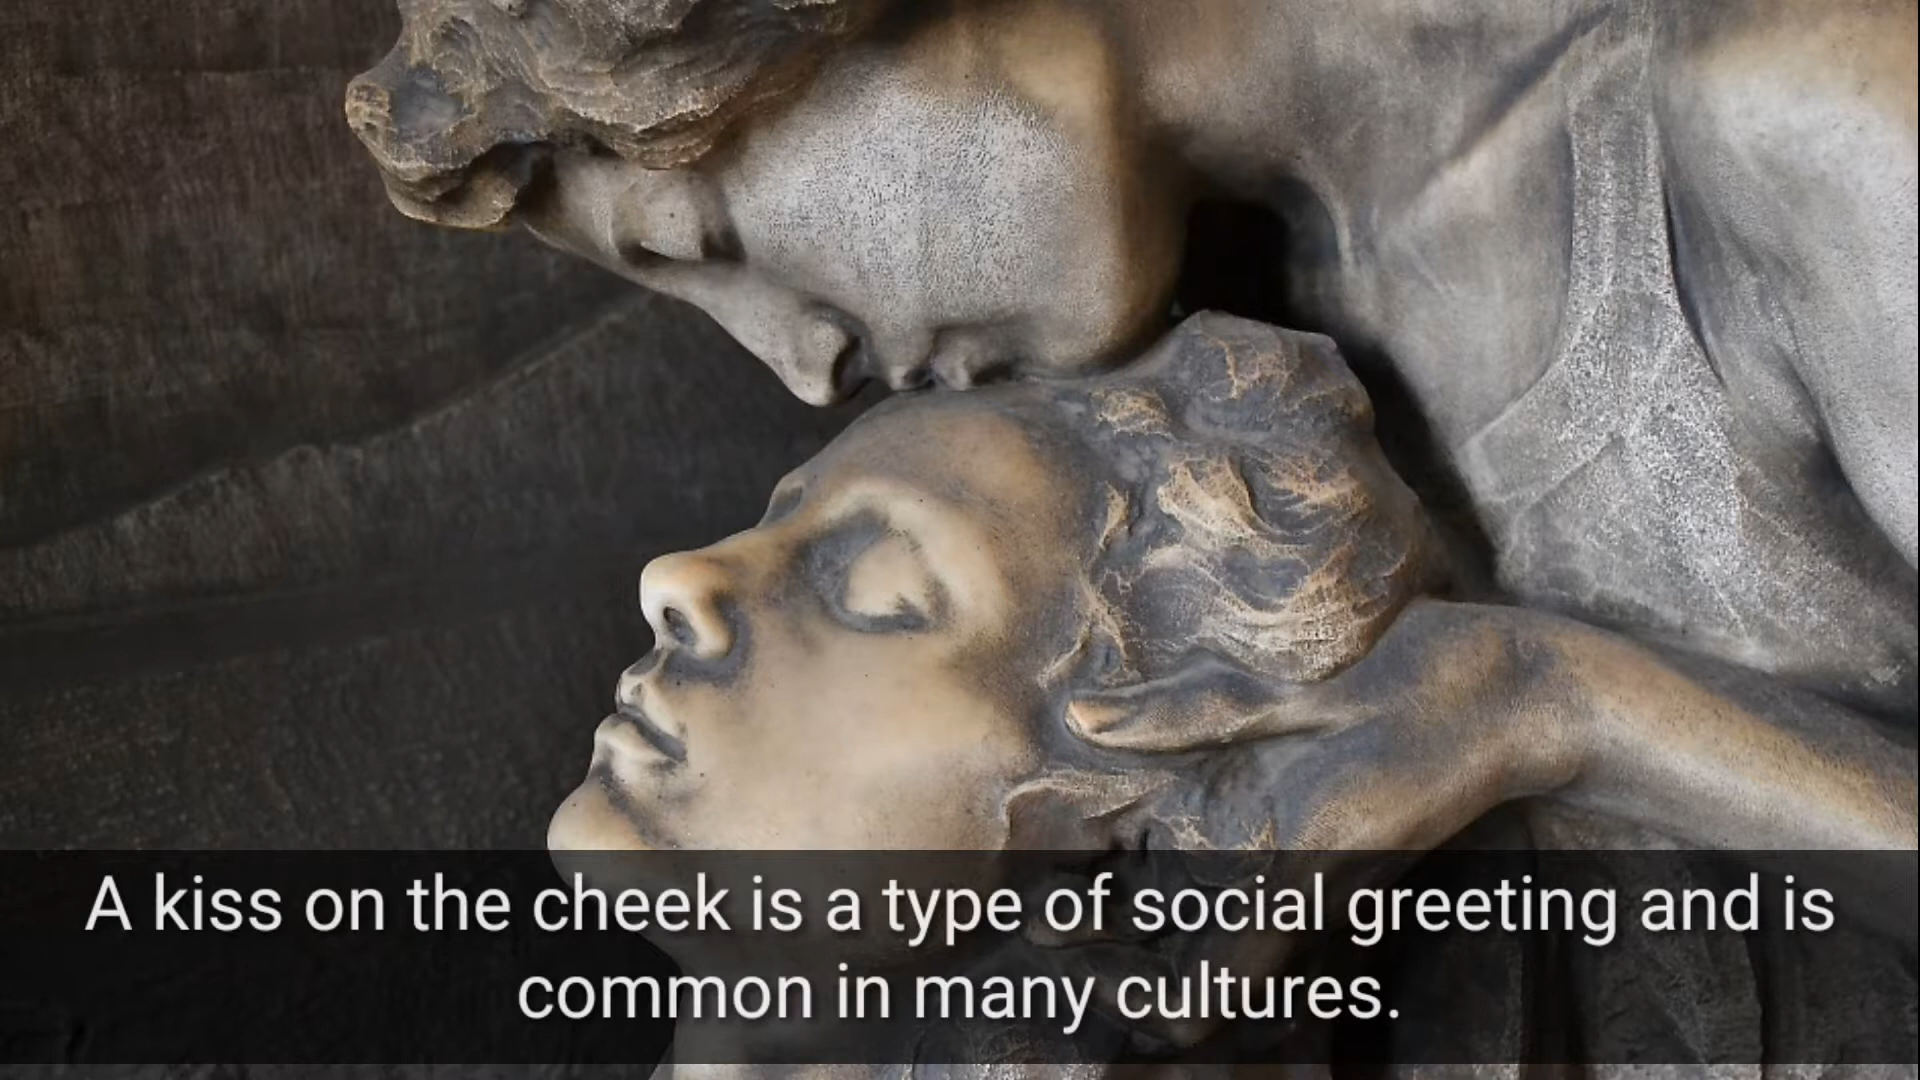 A kiss on the cheek is a type of social greeting and is
common in many cultures.